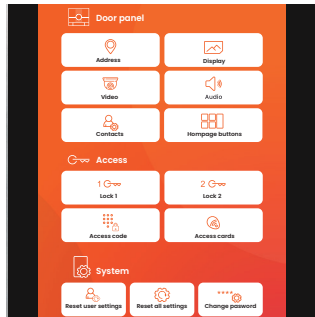 Door panel
Address
Display
Video
Audio
Contacts
Hompage buttons
Access
1
Lock 1
2
Lock 2
Access code
Access cards
System
Reset user settings
Reset all settings
Change password